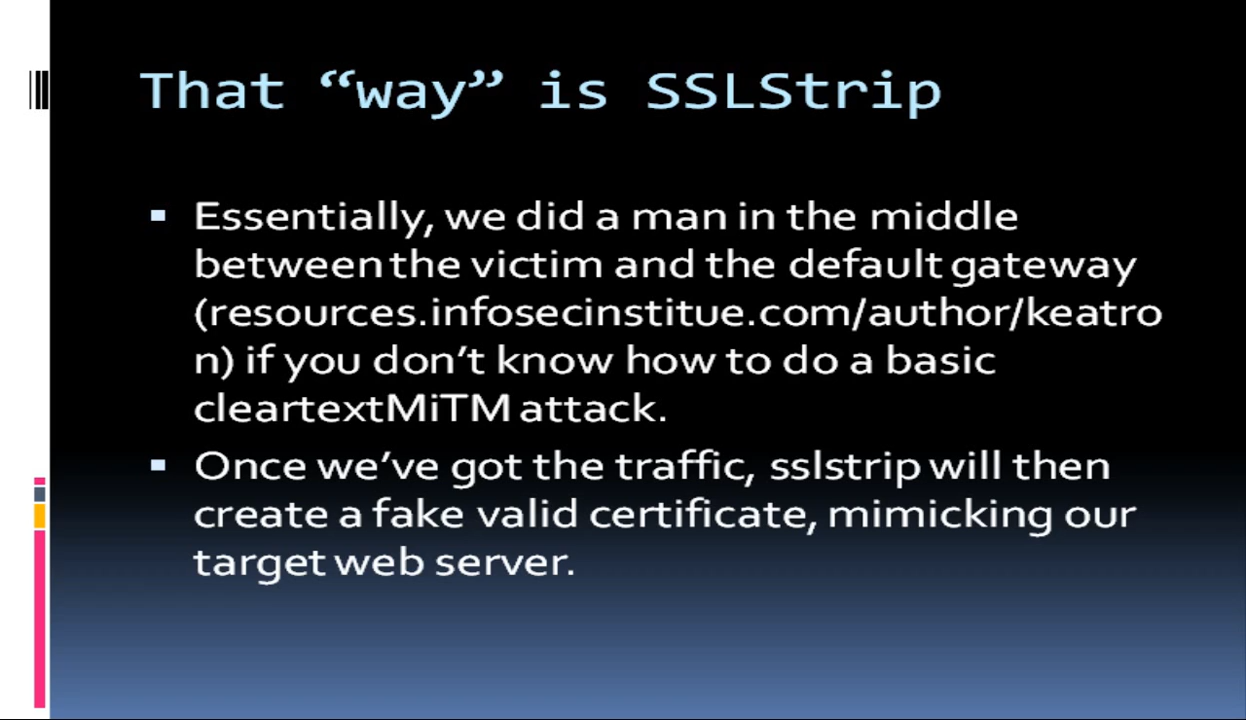 That “way” is SSLStrip
Essentially, we did a man in the middle
between the victim and the default gateway
(resources.infosecinstitue.com/author/keatro
n) if you don’t know how to do a basic
cleartextMiTM attack.
Once we’ve got the traffic, sslstrip will then
create a fake valid certificate, mimicking our
target web server.